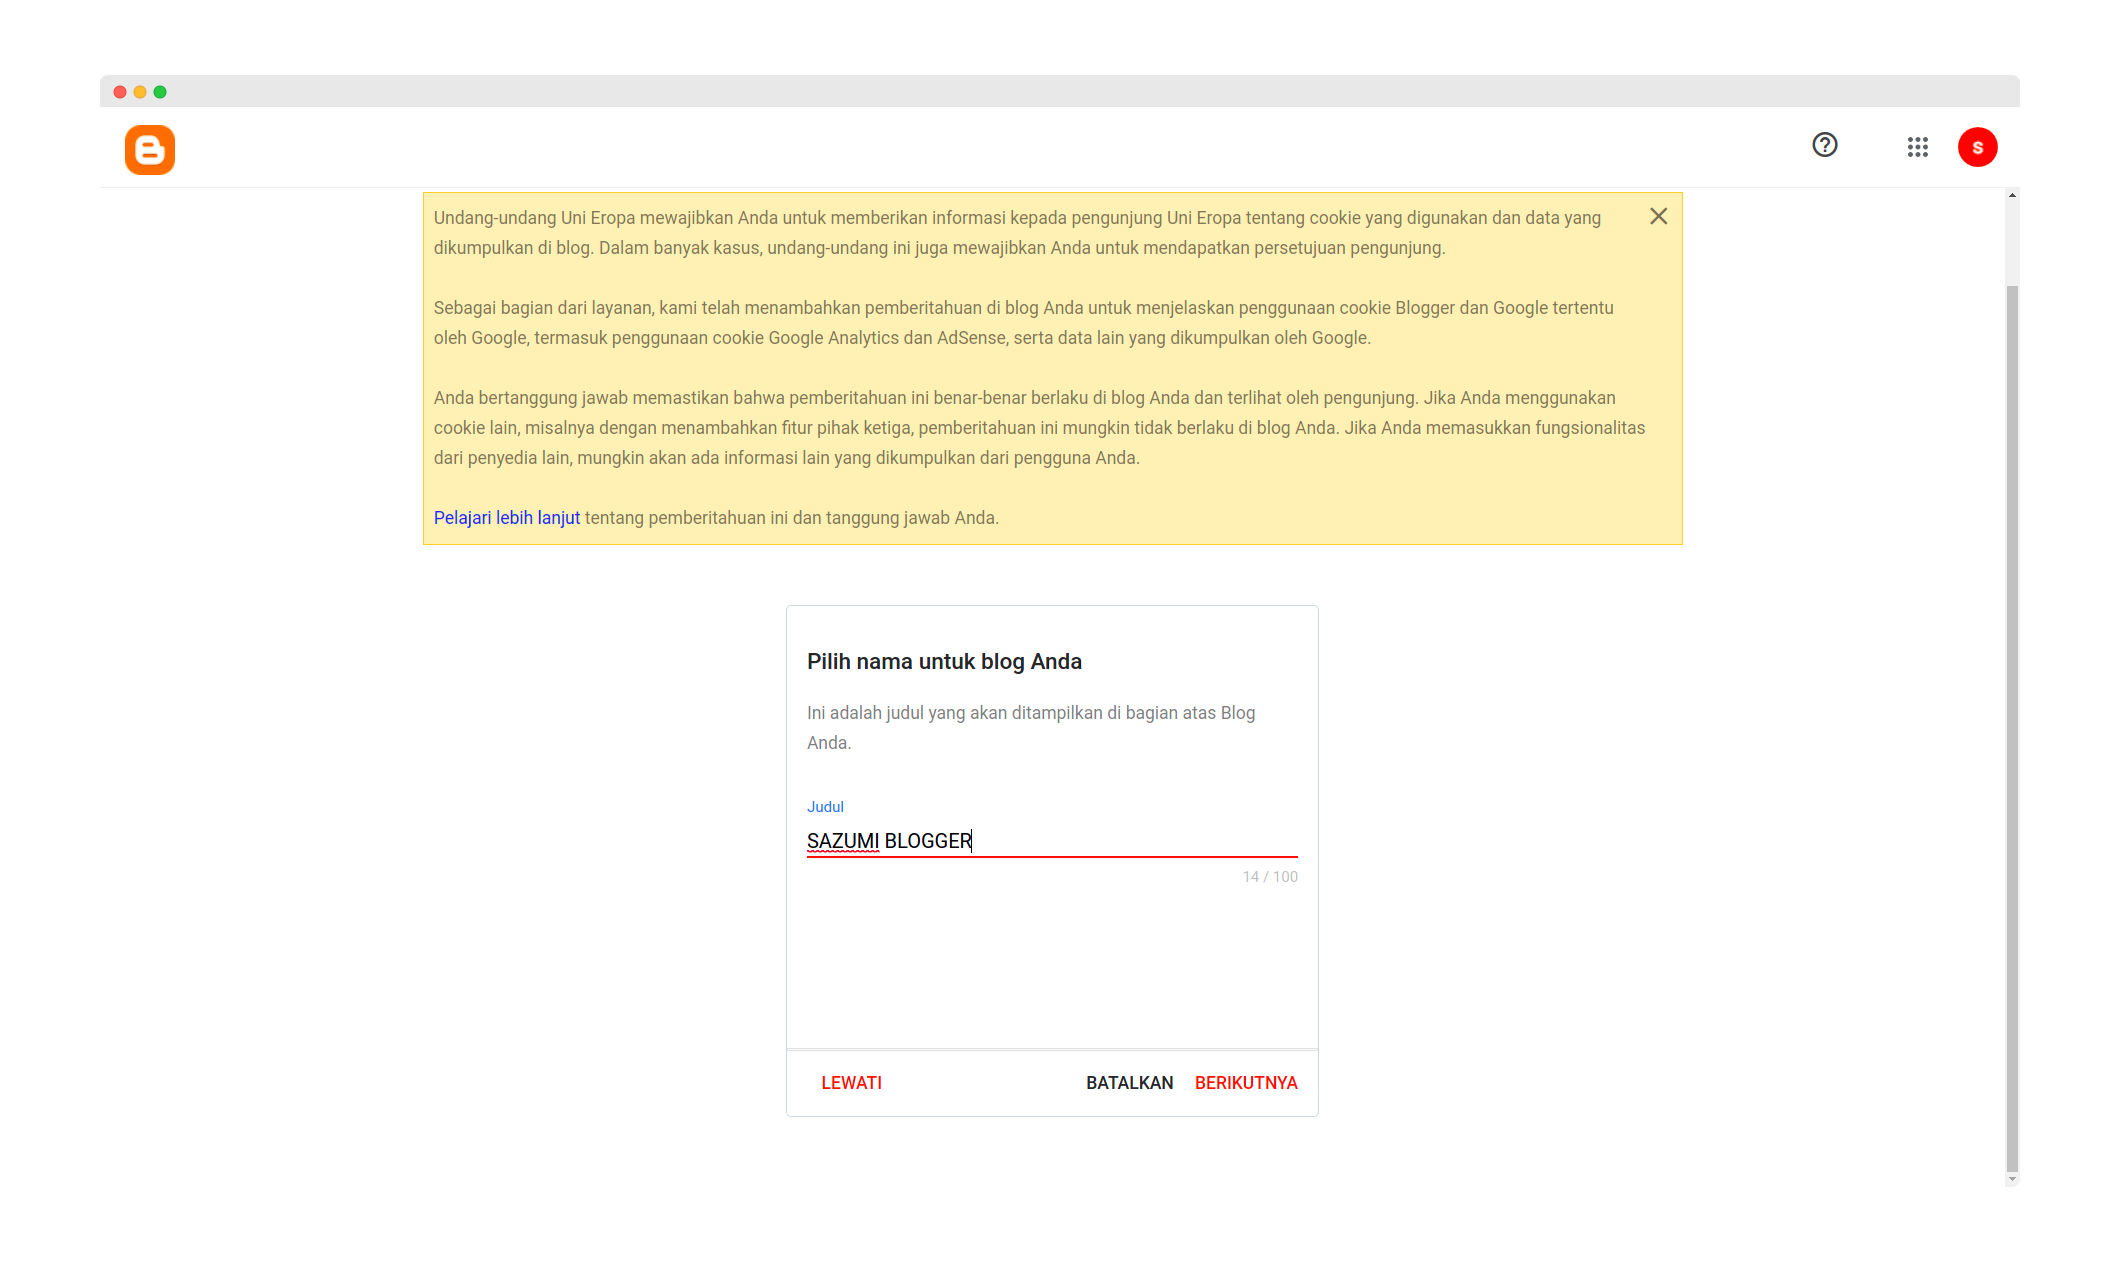 S
Undang-undang Uni Eropa mewajibkan Anda untuk memberikan informasi kepada pengunjung Uni Eropa tentang cookie yang digunakan dan data yang
dikumpulkan di blog. Dalam banyak kasus, undang-undang ini juga mewajibkan Anda untuk mendapatkan persetujuan pengunjung.
Sebagai bagian dari layanan, kami telah menambahkan pemberitahuan di blog Anda untuk menjelaskan penggunaan cookie Blogger dan Google tertentu
oleh Google, termasuk penggunaan cookie Google Analytics dan AdSense, serta data lain yang dikumpulkan oleh Google.
Anda bertanggung jawab memastikan bahwa pemberitahuan ini benar-benar berlaku di blog Anda dan terlihat oleh pengunjung. Jika Anda menggunakan
cookie lain, misalnya dengan menambahkan fitur pihak ketiga, pemberitahuan ini mungkin tidak berlaku di blog Anda. Jika Anda memasukkan fungsionalitas
dari penyedia lain, mungkin akan ada informasi lain yang dikumpulkan dari pengguna Anda.
Pelajari lebih lanjut tentang pemberitahuan ini dan tanggung jawab Anda.
Pilih nama untuk blog Anda
Ini adalah judul yang akan ditampilkan di bagian atas Blog
Anda.
Judul
SAZUMI BLOGGER
14 / 100
LEWATI BATALKAN BERIKUTNYA